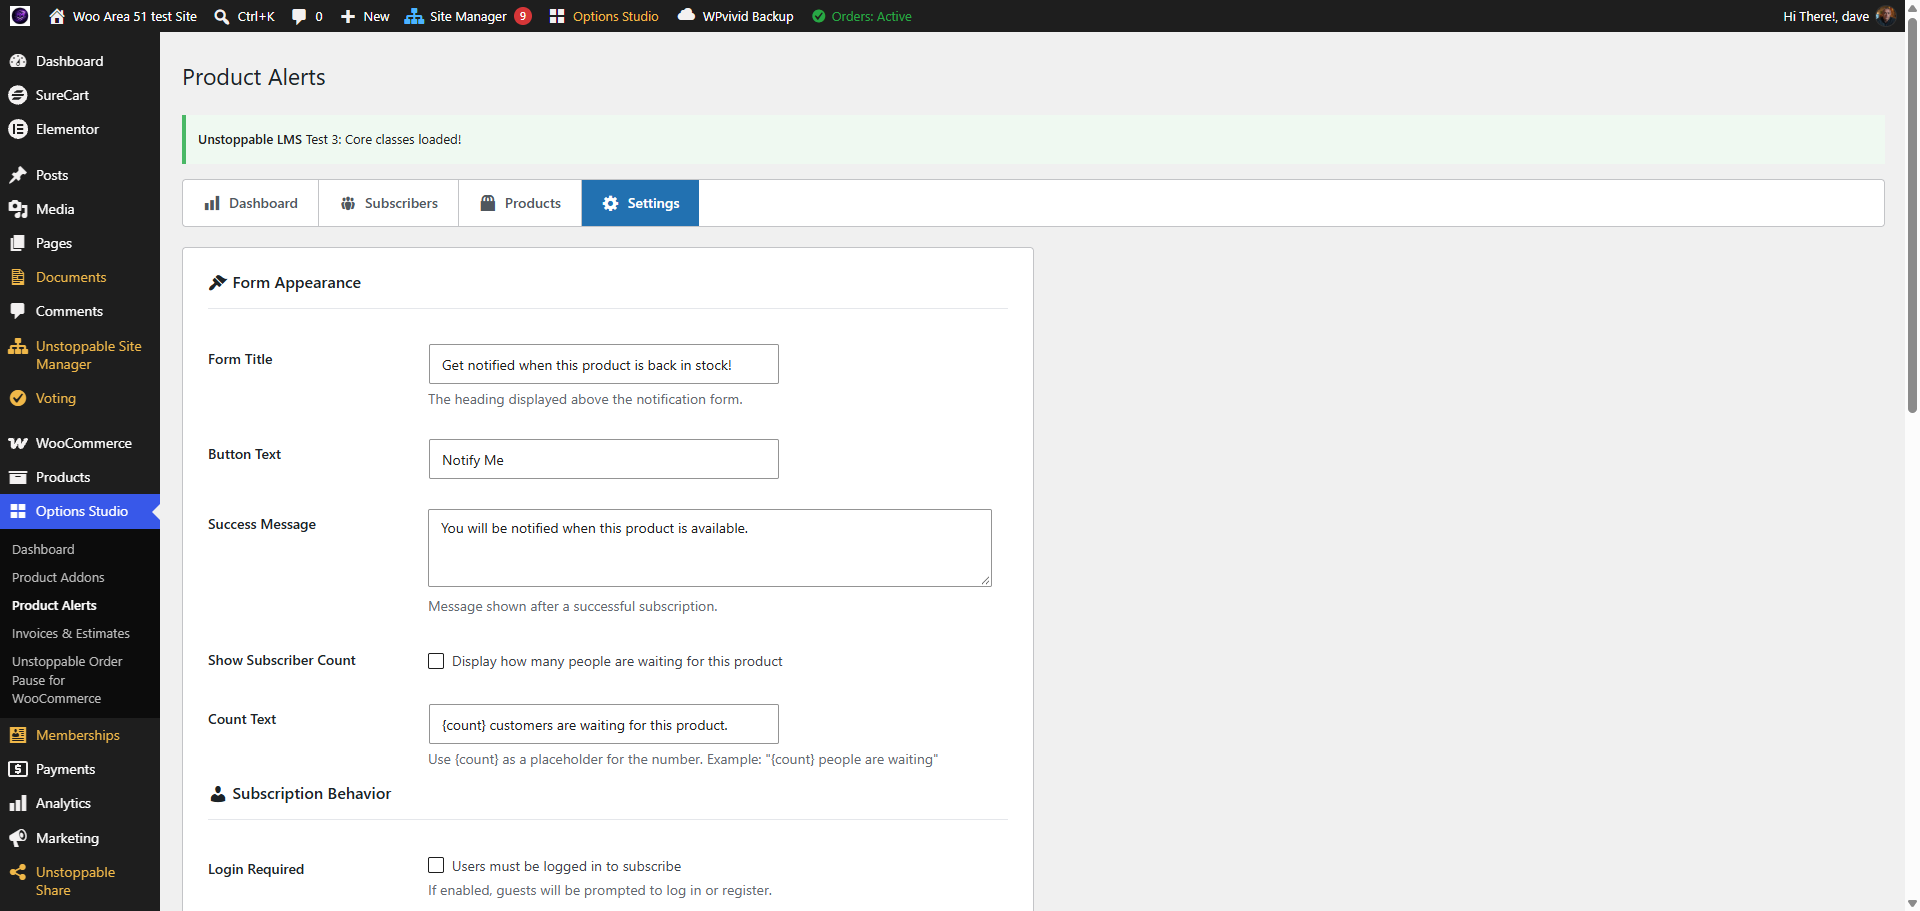 Woo Area 51 test Site
Ctrl+K
0
New
Site Manager 9
Options Studio
WPvivid Backup
Orders: Active
Hi There!, dave
Dashboard
SureCart
Elementor
Posts
Media
Pages
Documents
Comments
Unstoppable Site
Manager
Voting
WooCommerce
Products
Options Studio
Dashboard
Product Addons
Product Alerts
Invoices & Estimates
Unstoppable Order
Pause for
WooCommerce
Memberships
Payments
Analytics
Marketing
Unstoppable
Share
Product Alerts
Unstoppable LMS Test 3: Core classes loaded!
Dashboard
Subscribers
Products
Settings
Form Appearance
Form Title
Get notified when this product is back in stock!
The heading displayed above the notification form.
Button Text
Notify Me
Success Message
You will be notified when this product is available.
Message shown after a successful subscription.
Show Subscriber Count
Display how many people are waiting for this product
Count Text
{count} customers are waiting for this product.
Use {count} as a placeholder for the number. Example: "{count} people are waiting"
Subscription Behavior
Login Required
Users must be logged in to subscribe
If enabled, guests will be prompted to log in or register.